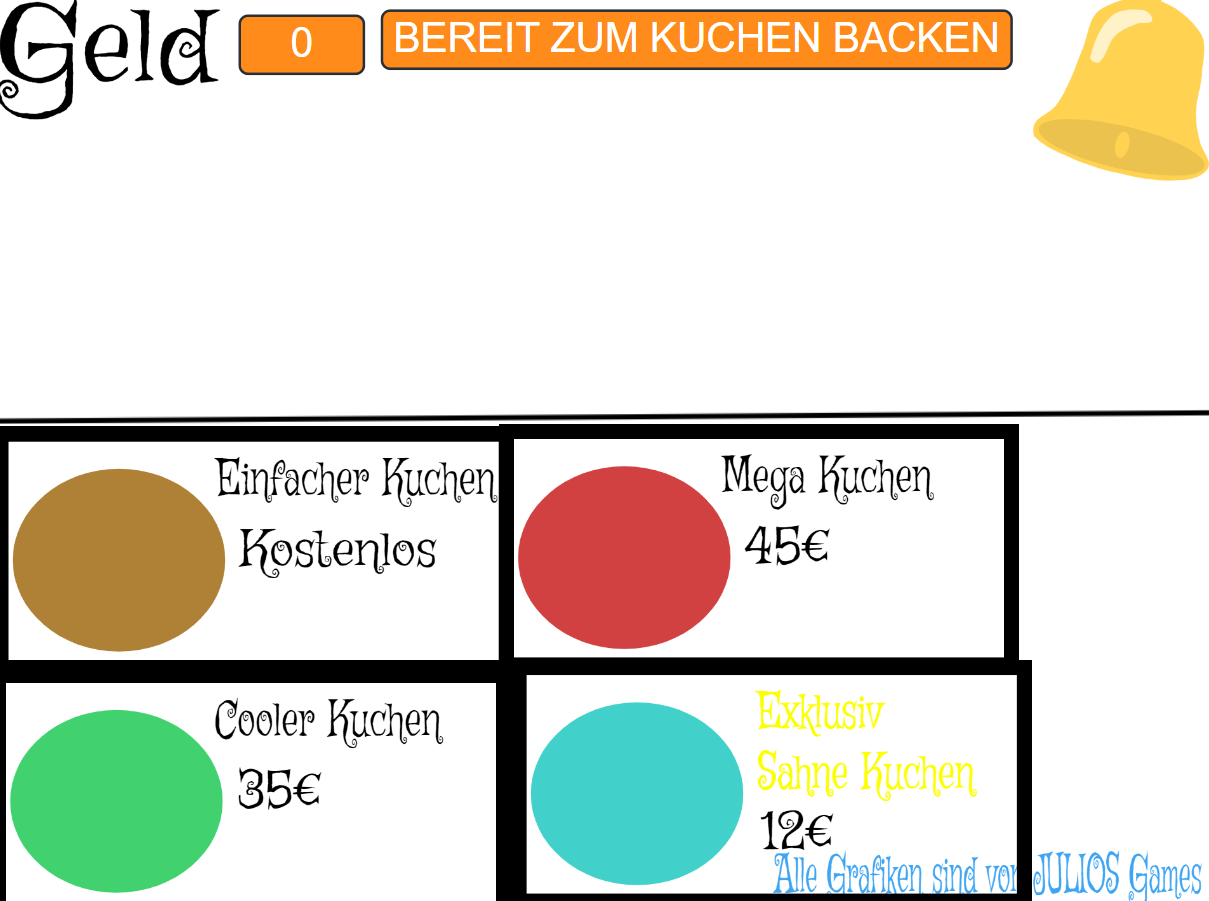 Geld
0
BEREIT ZUM KUCHEN BACKEN
Einfacher Kuchen
Kostenlos
Mega Kuchen
45€
Cooler Kuchen
35€
Exklusiv
Sahne Kuchen
12€
Alle Grafiken sind von JULIOS Games